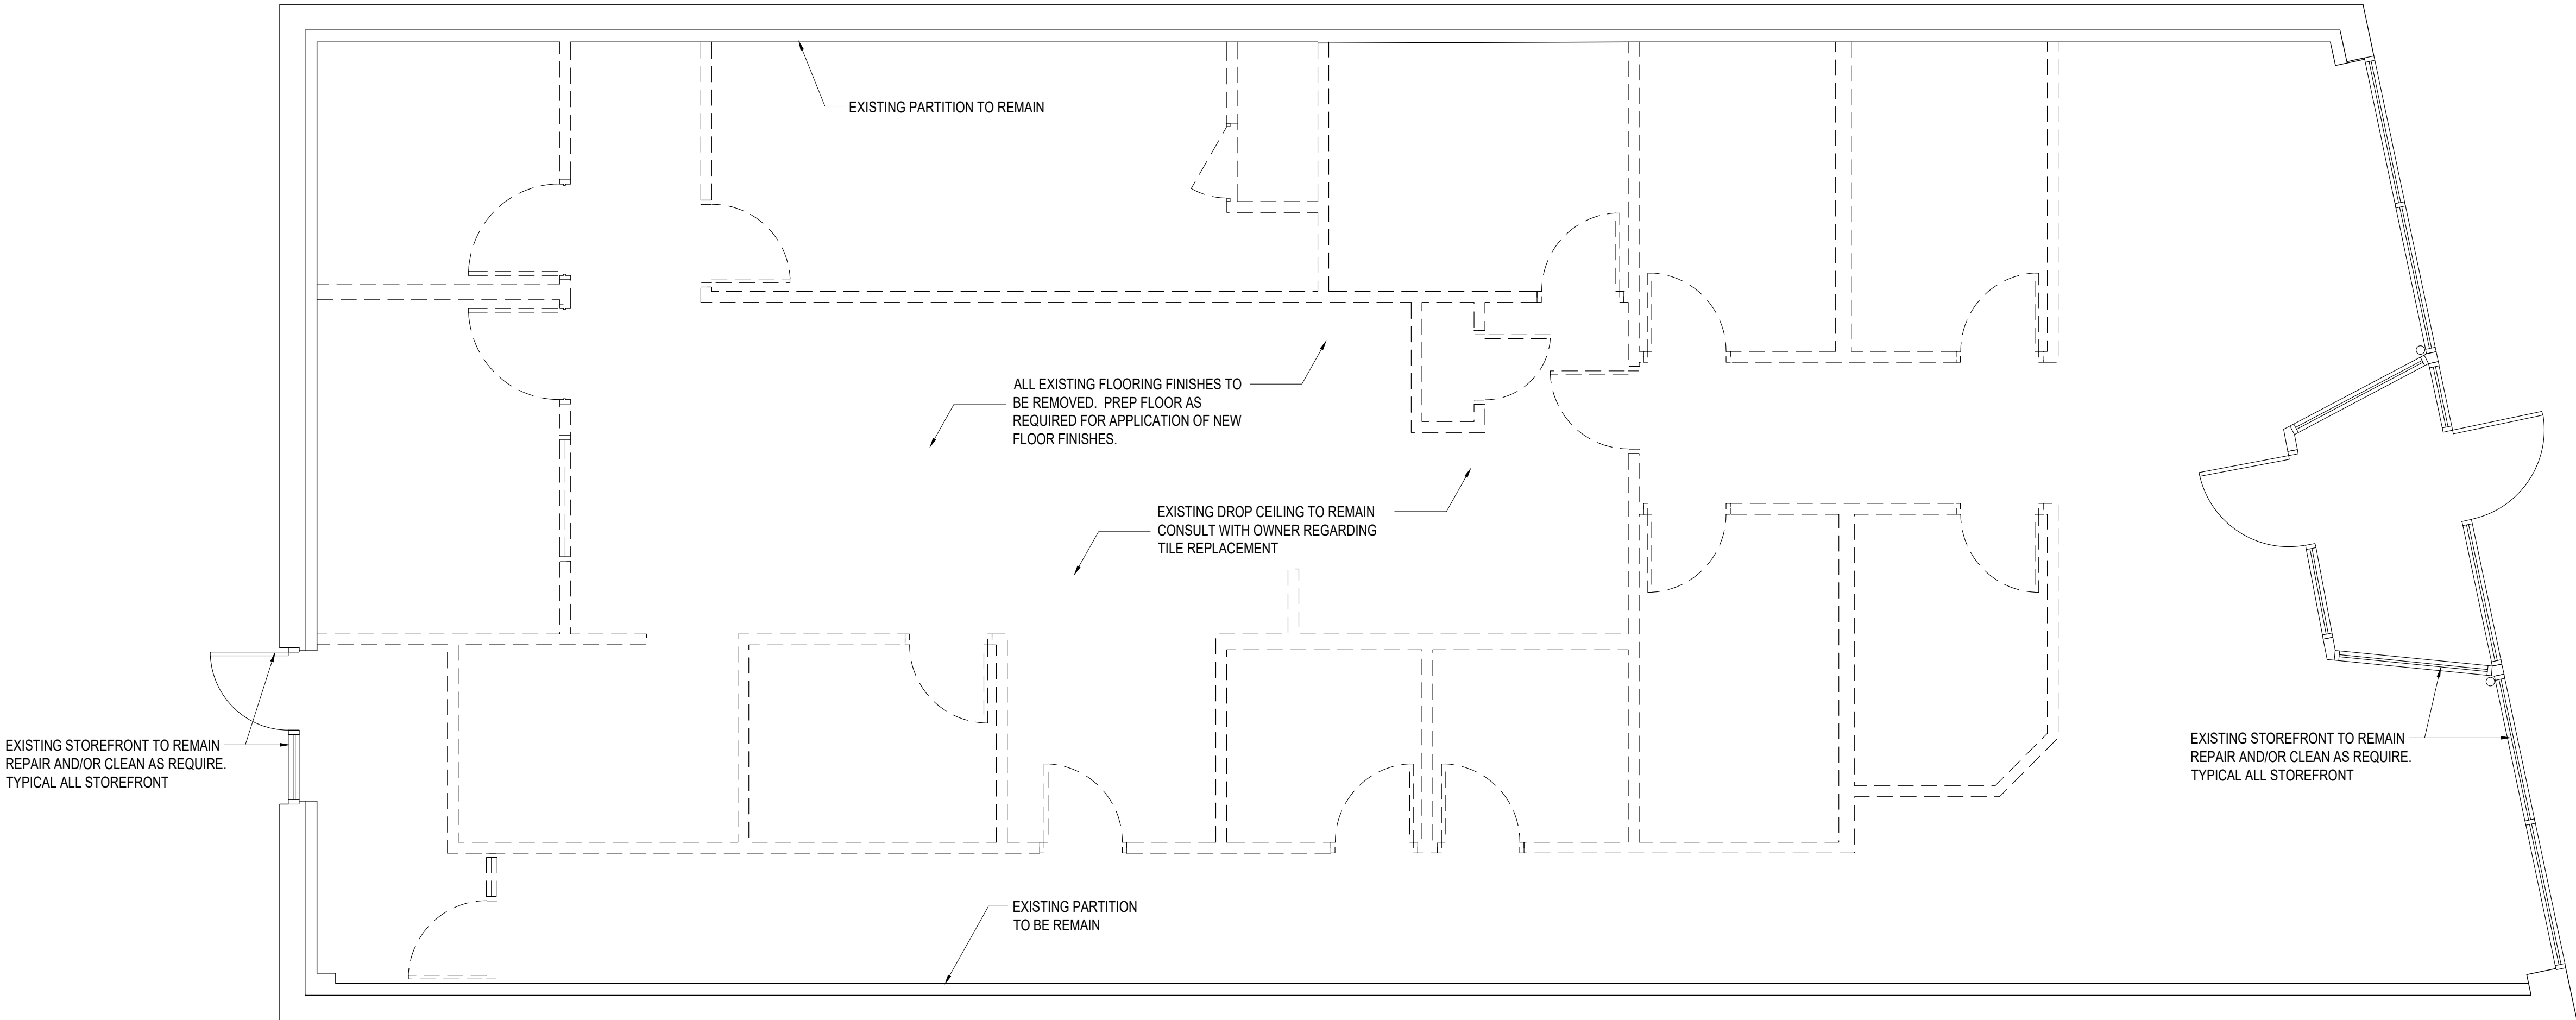 EXISTING PARTITION TO REMAIN
ALL EXISTING FLOORING FINISHES TO
BE REMOVED.  PREP FLOOR AS
REQUIRED FOR APPLICATION OF NEW
FLOOR FINISHES.
EXISTING DROP CEILING TO REMAIN
CONSULT WITH OWNER REGARDING
TILE REPLACEMENT
EXISTING STOREFRONT TO REMAIN
REPAIR AND/OR CLEAN AS REQUIRE.
TYPICAL ALL STOREFRONT
EXISTING STOREFRONT TO REMAIN
REPAIR AND/OR CLEAN AS REQUIRE.
TYPICAL ALL STOREFRONT
EXISTING PARTITION
TO BE REMAIN